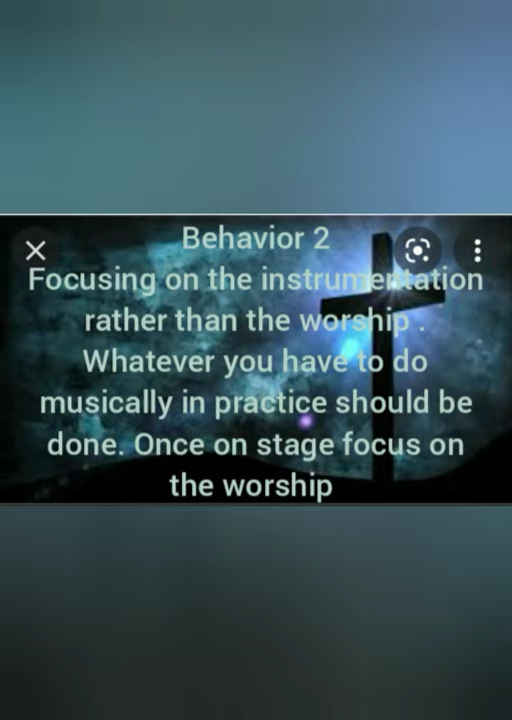 Behavior 2
Focusing on the instrumentation
rather than the worship .
Whatever you have to do
musically in practice should be
done. Once on stage focus on
the worship